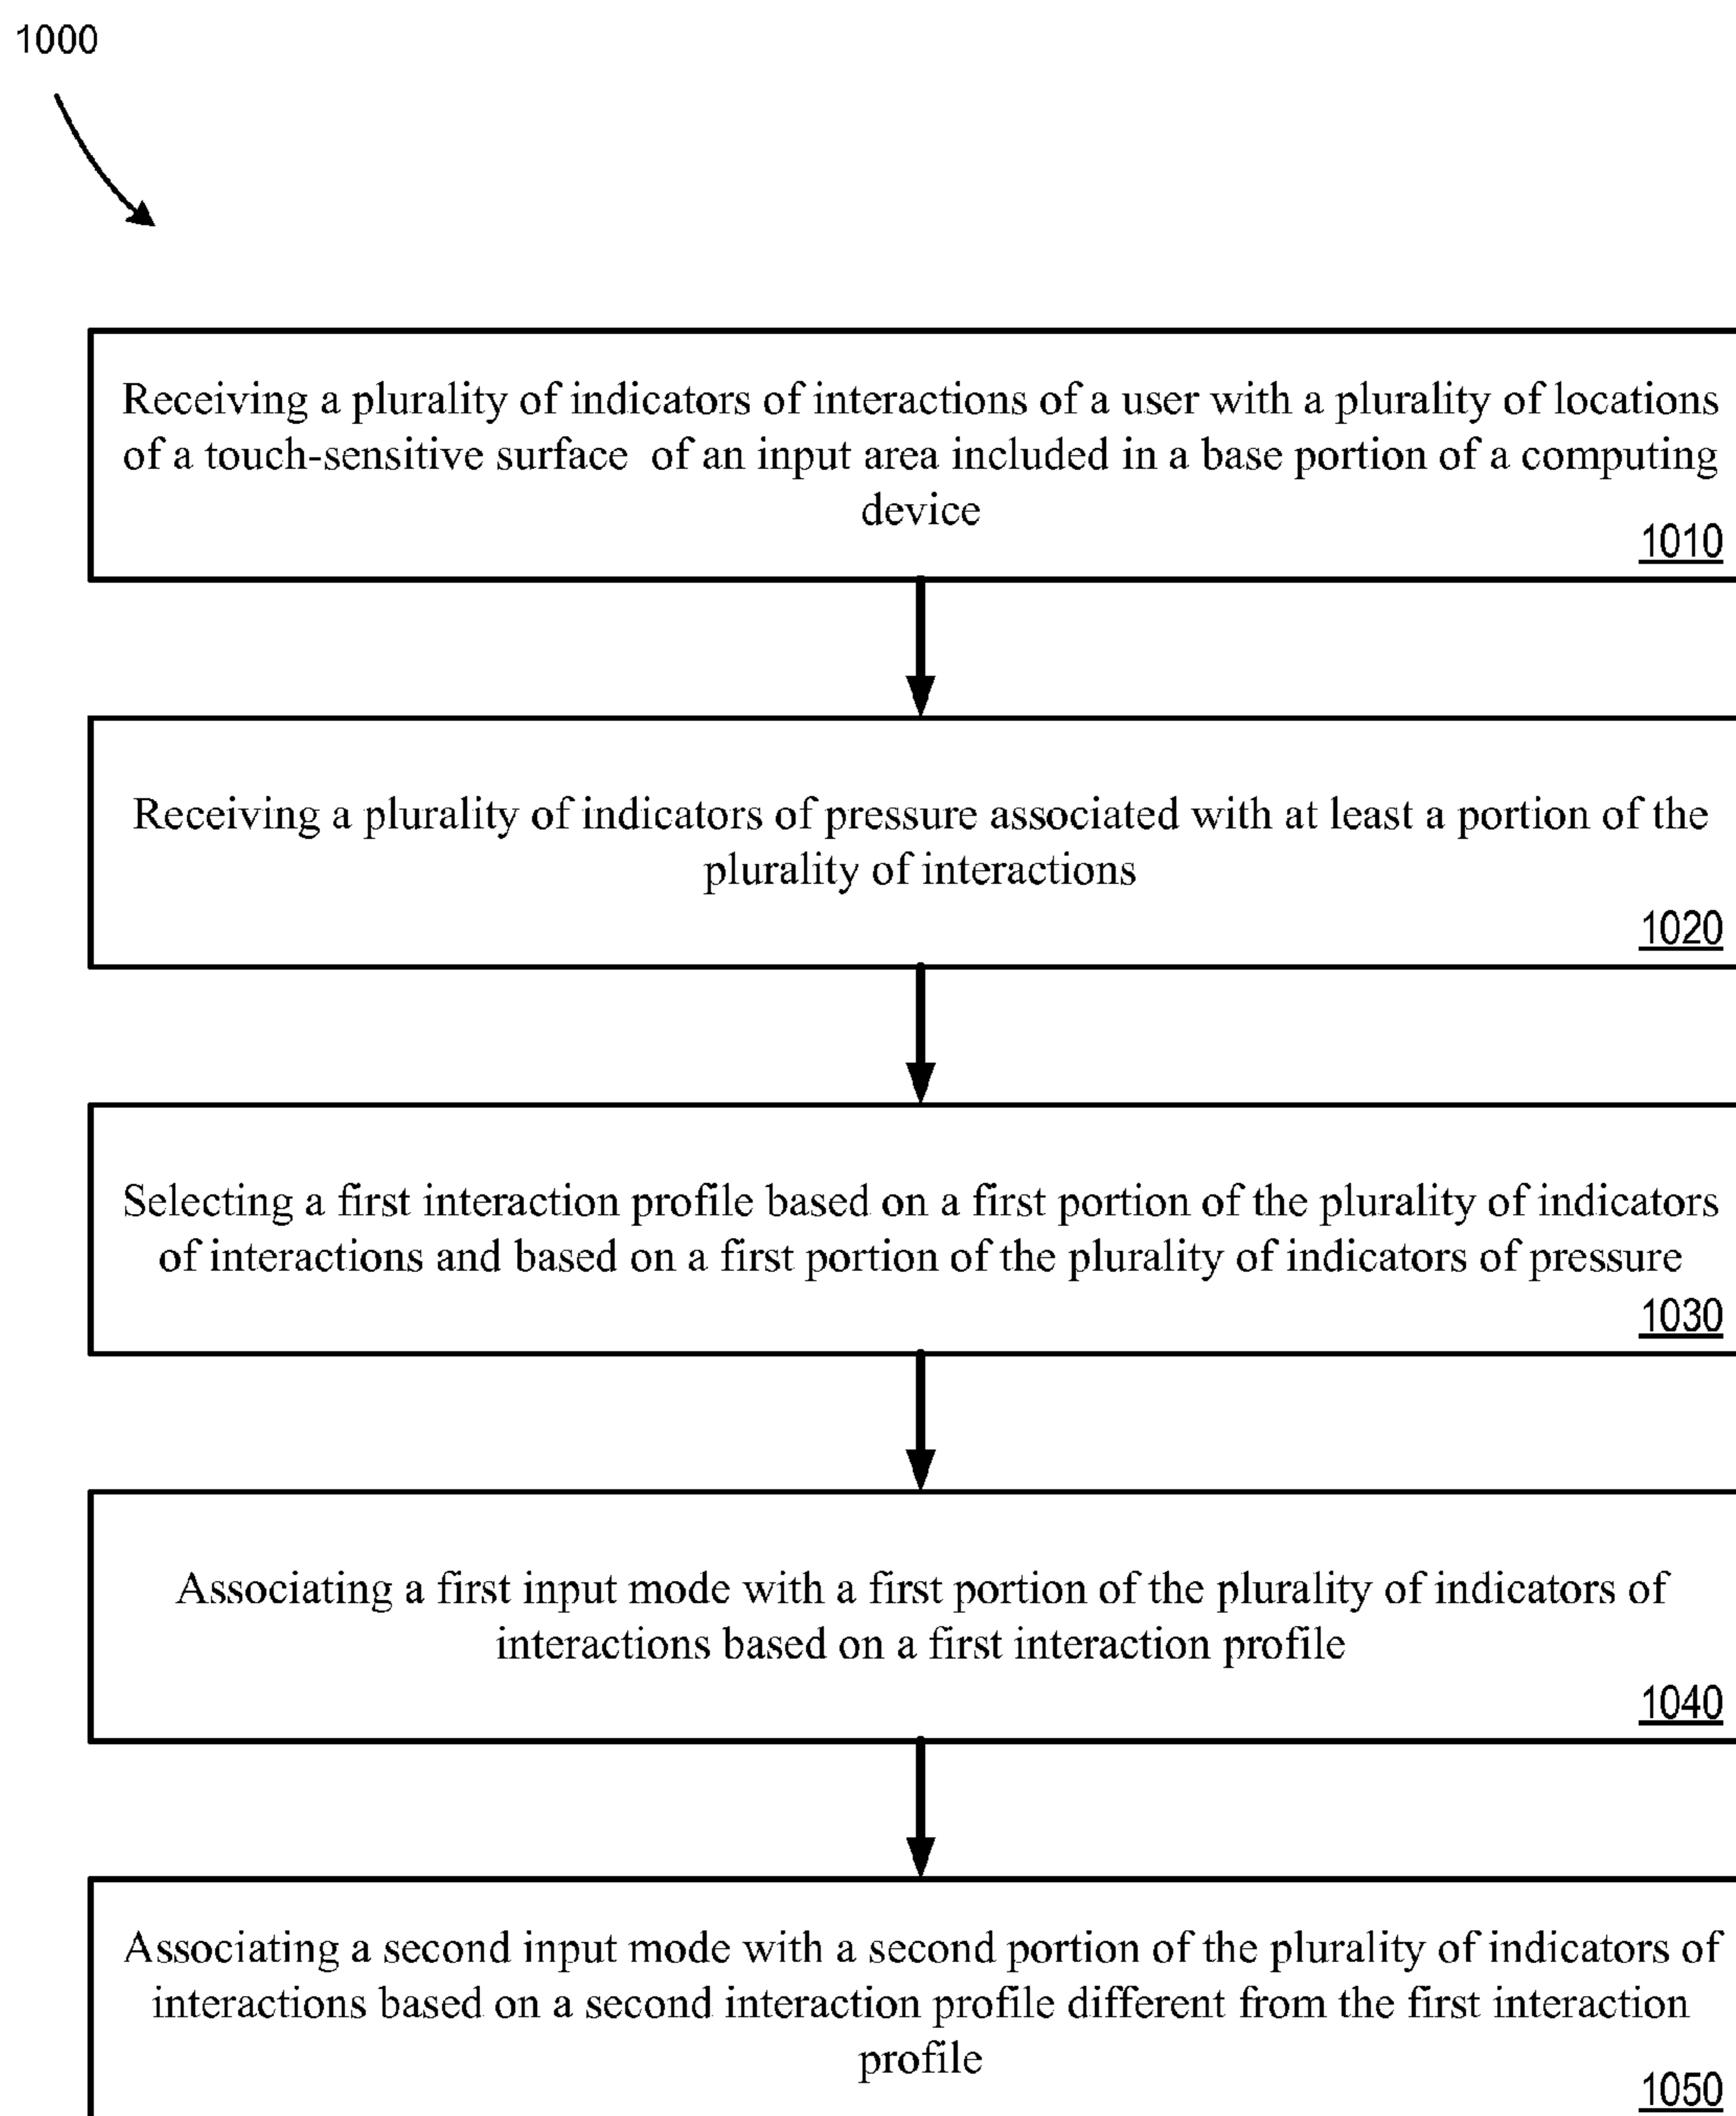 1000
Receiving a plurality of indicators of interactions of a user with a plurality of locations
of a touch-sensitive surface of an input area included in a base portion of a computing
device
1010
Receiving a plurality of indicators of pressure associated with at least a portion of the
plurality of interactions
1020
Selecting a first interaction profile based on a first portion of the plurality of indicators
of interactions and based on a first portion of the plurality of indicators of pressure
1030
Associating a first input mode with a first portion of the plurality of indicators of
interactions based on a first interaction profile
1040
Associating a second input mode with a second portion of the plurality of indicators of
interactions based on a second interaction profile different from the first interaction
profile
1050